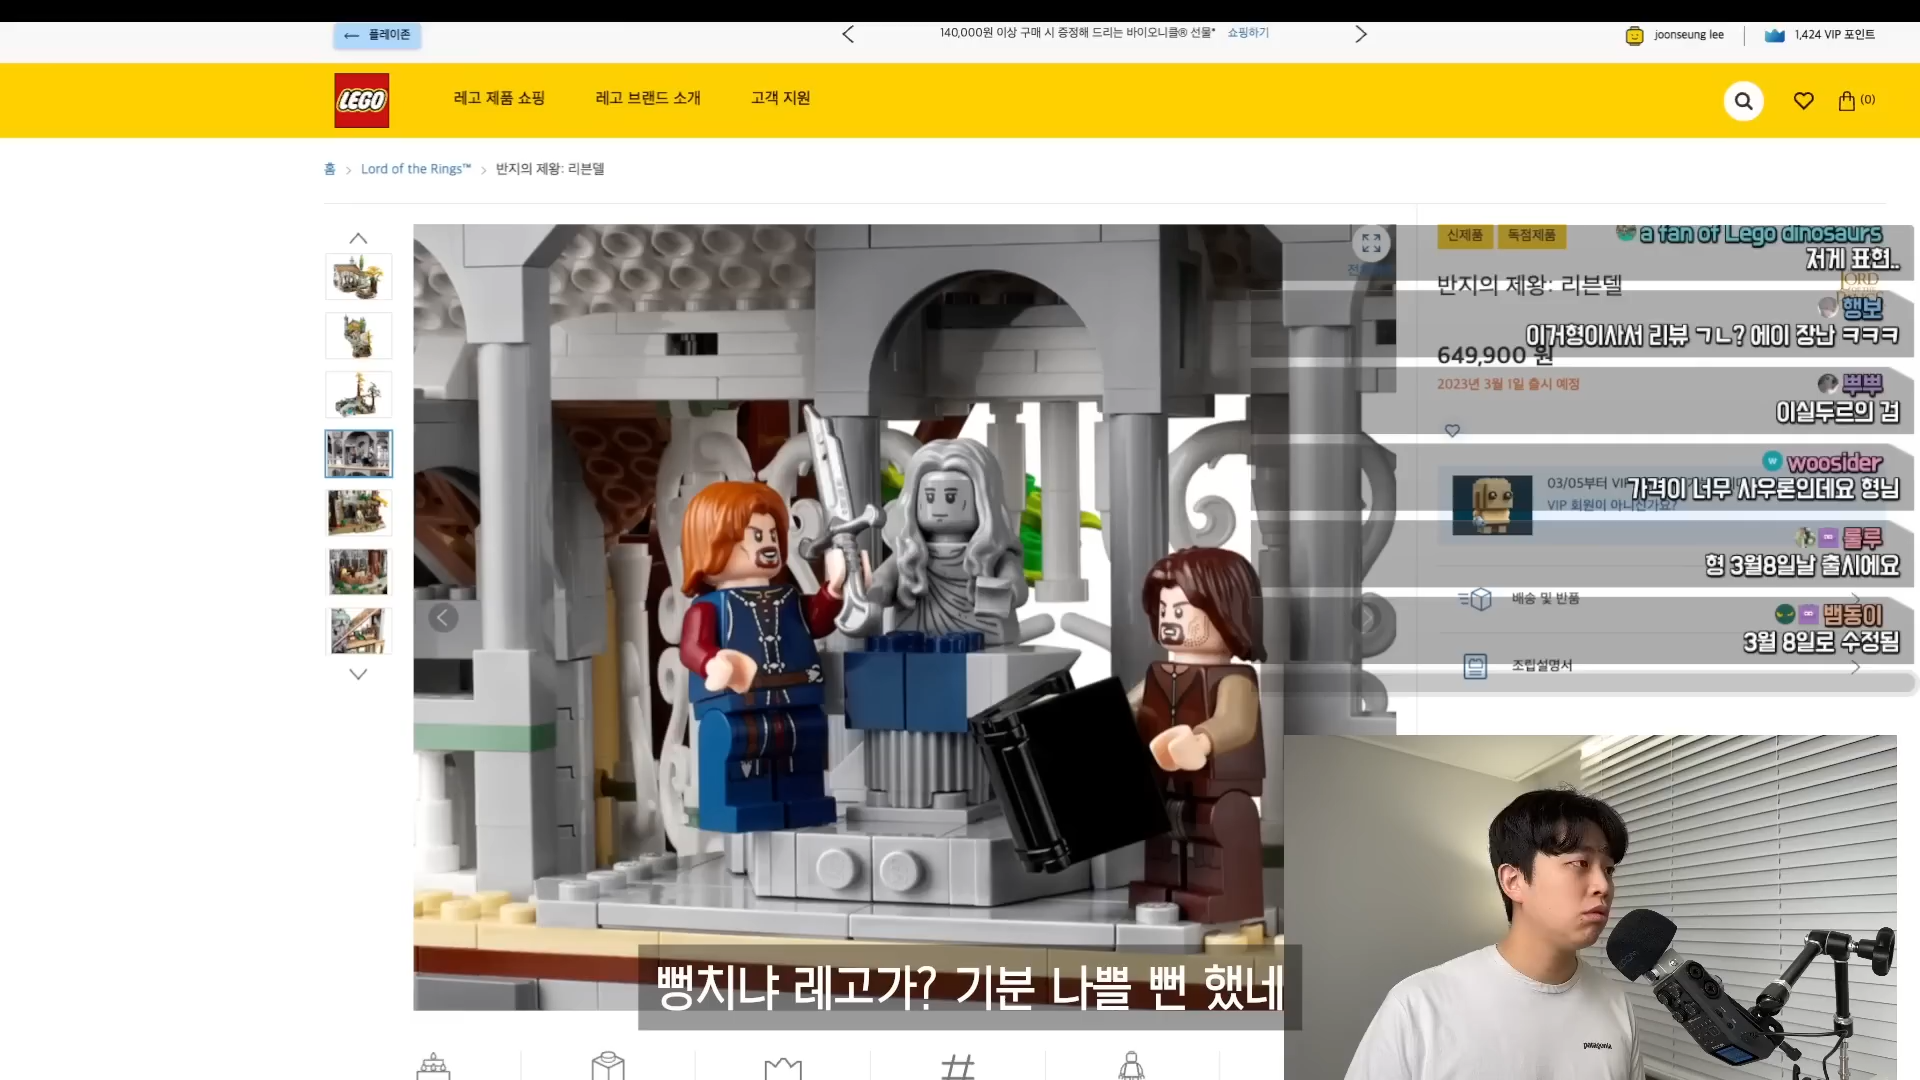 플레이존
140,000원 이상 구매 시 증정해 드리는 바이오니클® 선물* 쇼핑하기
joonseung lee
1,424 VIP 포인트
LEGO
레고 제품 쇼핑
레고 브랜드 소개
고객 지원
(0)
홈 > Lord of the Rings™ > 반지의 제왕: 리븐델
신제품
독점제품
반지의 제왕: 리븐델
649,900 원
2023년 3월 1일 출시 예정
03/05부터 VIP
VIP 회원이 아니신가요?
배송 및 반품
조립설명서
a fan of Lego dinosaurs
저게 표현..
행보
이거형이사서 리뷰 ㄱㄴ? 에이 장난 ㅋㅋㅋ
뿌뿌
이실두르의 검
woosider
가격이 너무 사우론인데요 형님
룰루
형 3월8일날 출시에요
뱀동이
3월 8일로 수정됨
뻥치냐 레고가? 기분 나쁠 뻔 했네
patagonia